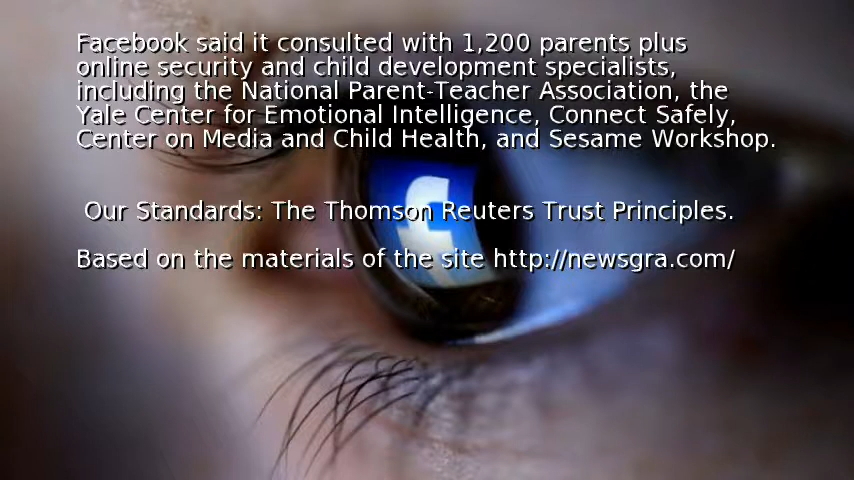 Facebook said it consulted with 1,200 parents plus
online security and child development specialists,
including the National Parent-Teacher Association, the
Yale Center for Emotional Intelligence, Connect Safely,
Center on Media and Child Health, and Sesame Workshop.
Our Standards: The Thomson Reuters Trust Principles.
Based on the materials of the site http://newsgra.com/